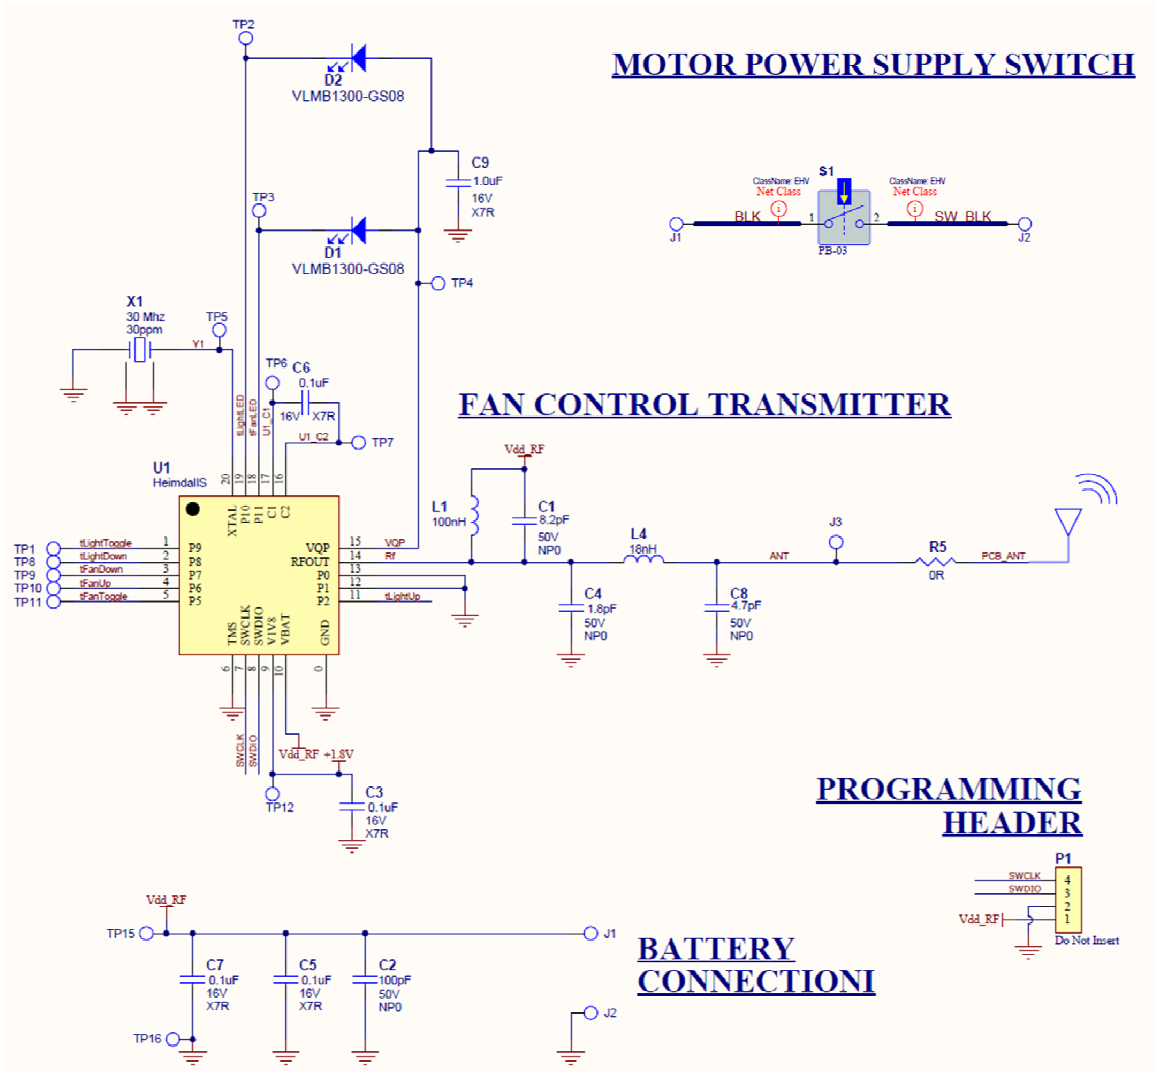 TP2
D2
VLMB1300-GS08
MOTOR POWER SUPPLY SWITCH
C9
1.0uF
16V
X7R
TP3
D1
VLMB1300-GS08
TP4
ClassName: EHV
Net Class
i
S1
ClassName: EHV
Net Class
i
BLK
1
2
SW_BLK
J1
J2
PB-03
X1
30 Mhz
30ppm
Y1
TP5
TP6
C6
0.1uF
16V
X7R
tLightLED
tFanLED
U1_C1
U1_C2
TP7
FAN CONTROL TRANSMITTER
U1
HeimdallS
20
19
18
17
16
XTAL
P10
P11
C1
C2
TP1
tLightToggle
1
P9
TP8
tLightDown
2
P8
TP9
tFanDown
3
P7
TP10
tFanUp
4
P6
TP11
tFanToggle
5
P5
VQP
15
VQP
RFOUT
14
Rf
P0
13
P1
12
P2
11
tLightUp
TMS
SWCLK
SWDIO
V1V8
VBAT
GND
6
7
8
9
10
0
SWCLK
SWDIO
Vdd_RF
+1.8V
TP12
C3
0.1uF
16V
X7R
Vdd_RF
L1
100nH
C1
8.2pF
50V
NP0
L4
18nH
C4
1.8pF
50V
NP0
C8
4.7pF
50V
NP0
ANT
J3
R5
0R
PCB_ANT
PROGRAMMING
HEADER
P1
SWCLK
4
SWDIO
3
2
Vdd_RF
1
Do Not Insert
Vdd_RF
TP15
J1
C7
0.1uF
16V
X7R
C5
0.1uF
16V
X7R
C2
100pF
50V
NP0
TP16
J2
BATTERY
CONNECTIONI